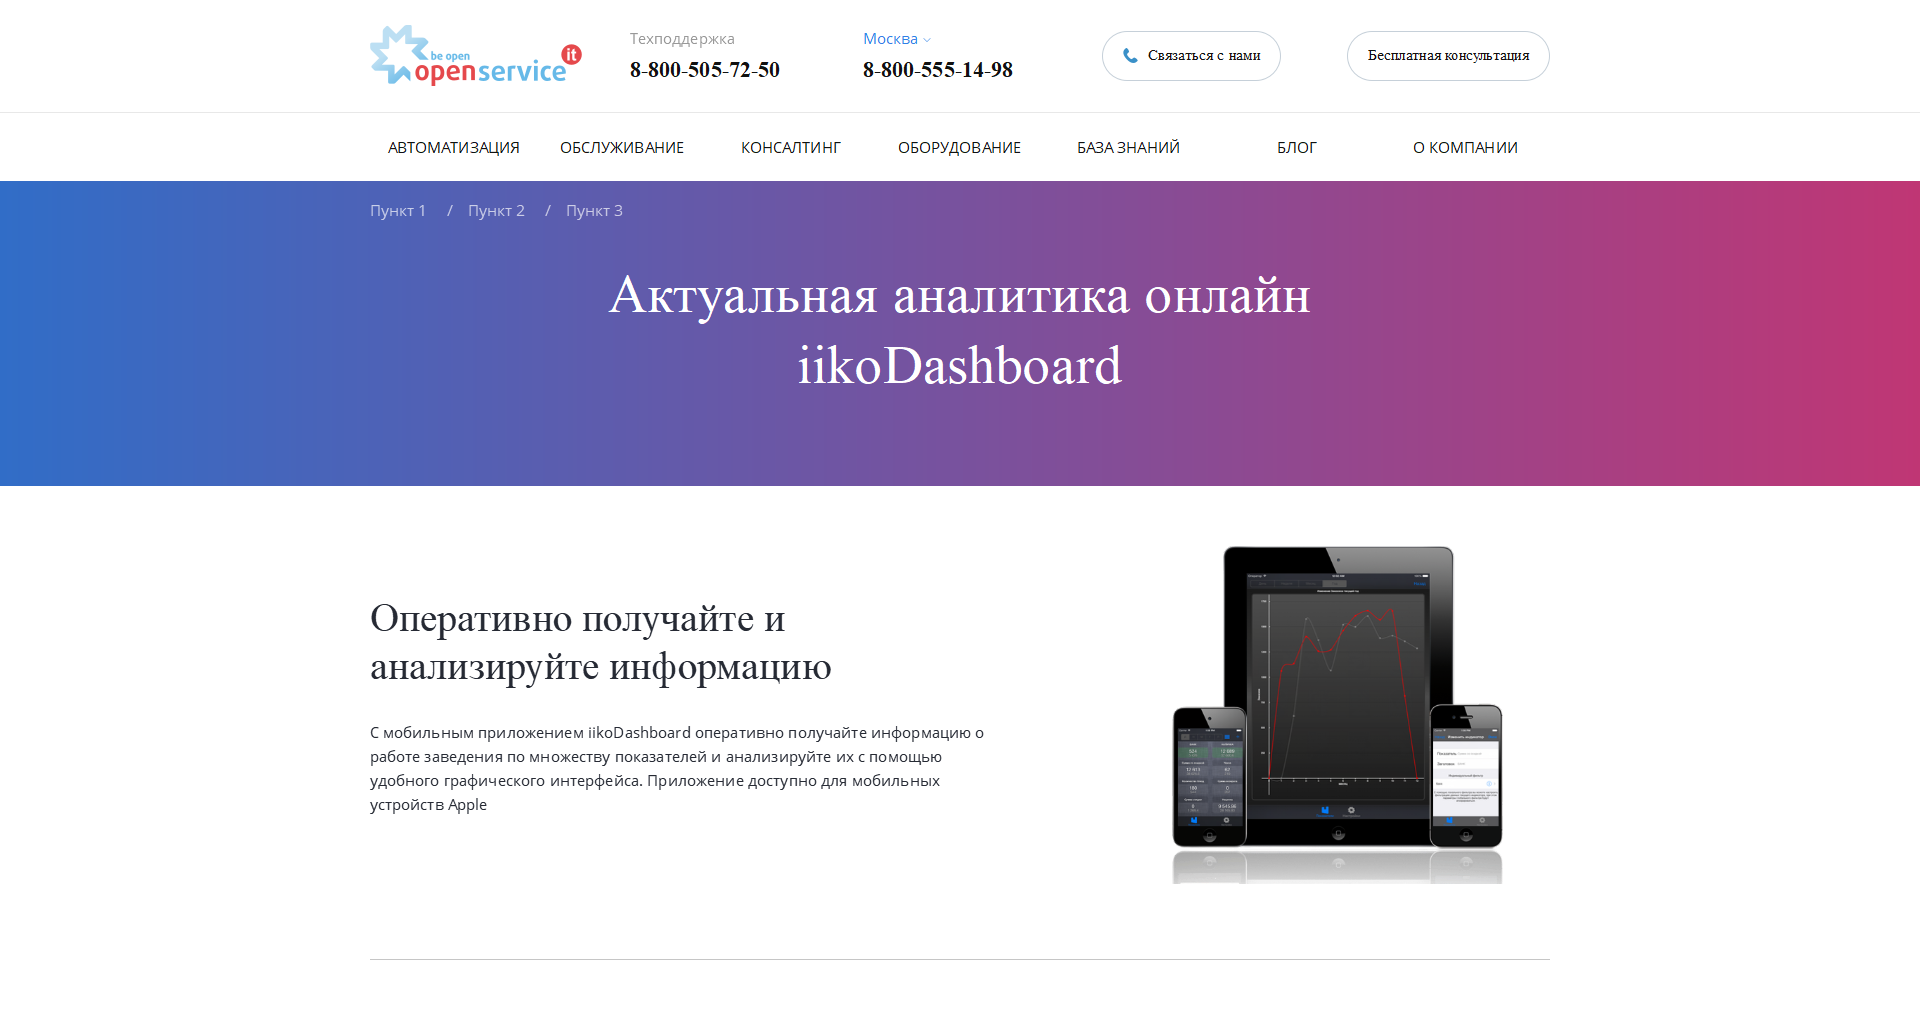 be open
openservice it
Техподдержка
8-800-505-72-50
Москва
8-800-555-14-98
Связаться с нами
Бесплатная консультация
АВТОМАТИЗАЦИЯ
ОБСЛУЖИВАНИЕ
КОНСАЛТИНГ
ОБОРУДОВАНИЕ
БАЗА ЗНАНИЙ
БЛОГ
О КОМПАНИИ
Пункт 1 / Пункт 2 / Пункт 3
Актуальная аналитика онлайн
iikoDashboard
Оперативно получайте и
анализируйте информацию
С мобильным приложением iikoDashboard оперативно получайте информацию о
работе заведения по множеству показателей и анализируйте их с помощью
удобного графического интерфейса. Приложение доступно для мобильных
устройств Apple